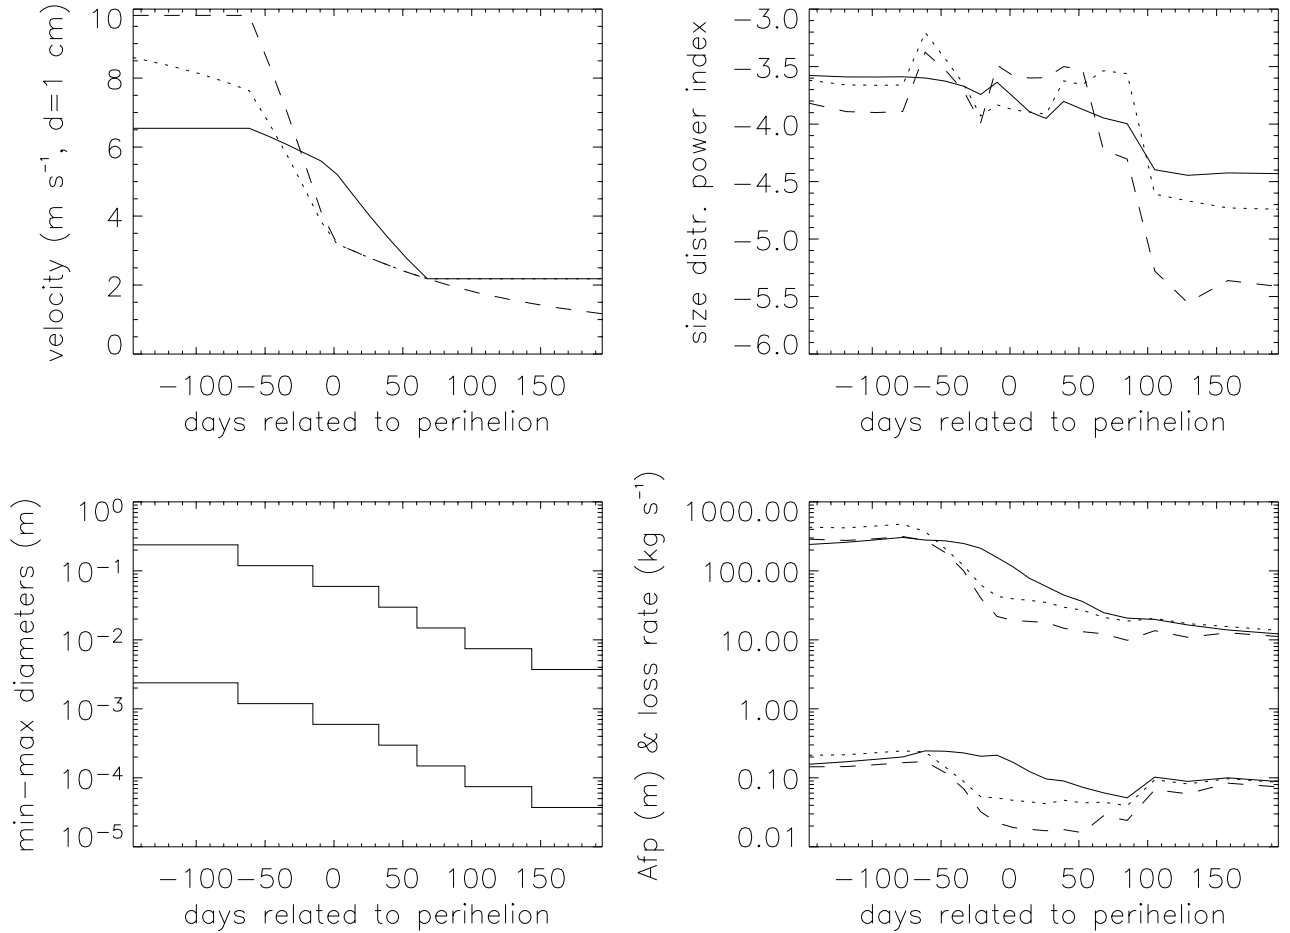 velocity (m s⁻¹, d=1 cm)
10
8
6
4
2
0
−100 −50 0 50 100 150
days related to perihelion
size distr. power index
−3.0
−3.5
−4.0
−4.5
−5.0
−5.5
−6.0
−100 −50 0 50 100 150
days related to perihelion
min−max diameters (m)
10⁰
10⁻¹
10⁻²
10⁻³
10⁻⁴
10⁻⁵
−100 −50 0 50 100 150
days related to perihelion
Afp (m) & loss rate (kg s⁻¹)
1000.00
100.00
10.00
1.00
0.10
0.01
−100 −50 0 50 100 150
days related to perihelion